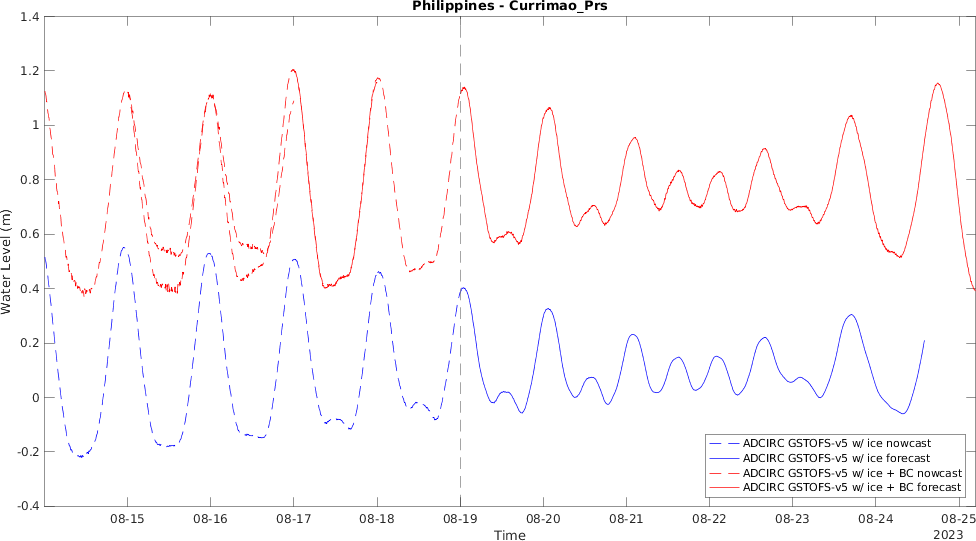 Philippines - Currimao_Prs
1.4
1.2
1
0.8
0.6
0.4
0.2
0
-0.2
-0.4
Water Level (m)
ADCIRC GSTOFS-v5 w/ ice nowcast
ADCIRC GSTOFS-v5 w/ ice forecast
ADCIRC GSTOFS-v5 w/ ice + BC nowcast
ADCIRC GSTOFS-v5 w/ ice + BC forecast
08-15 08-16 08-17 08-18 08-19 08-20 08-21 08-22 08-23 08-24 08-25
Time
2023